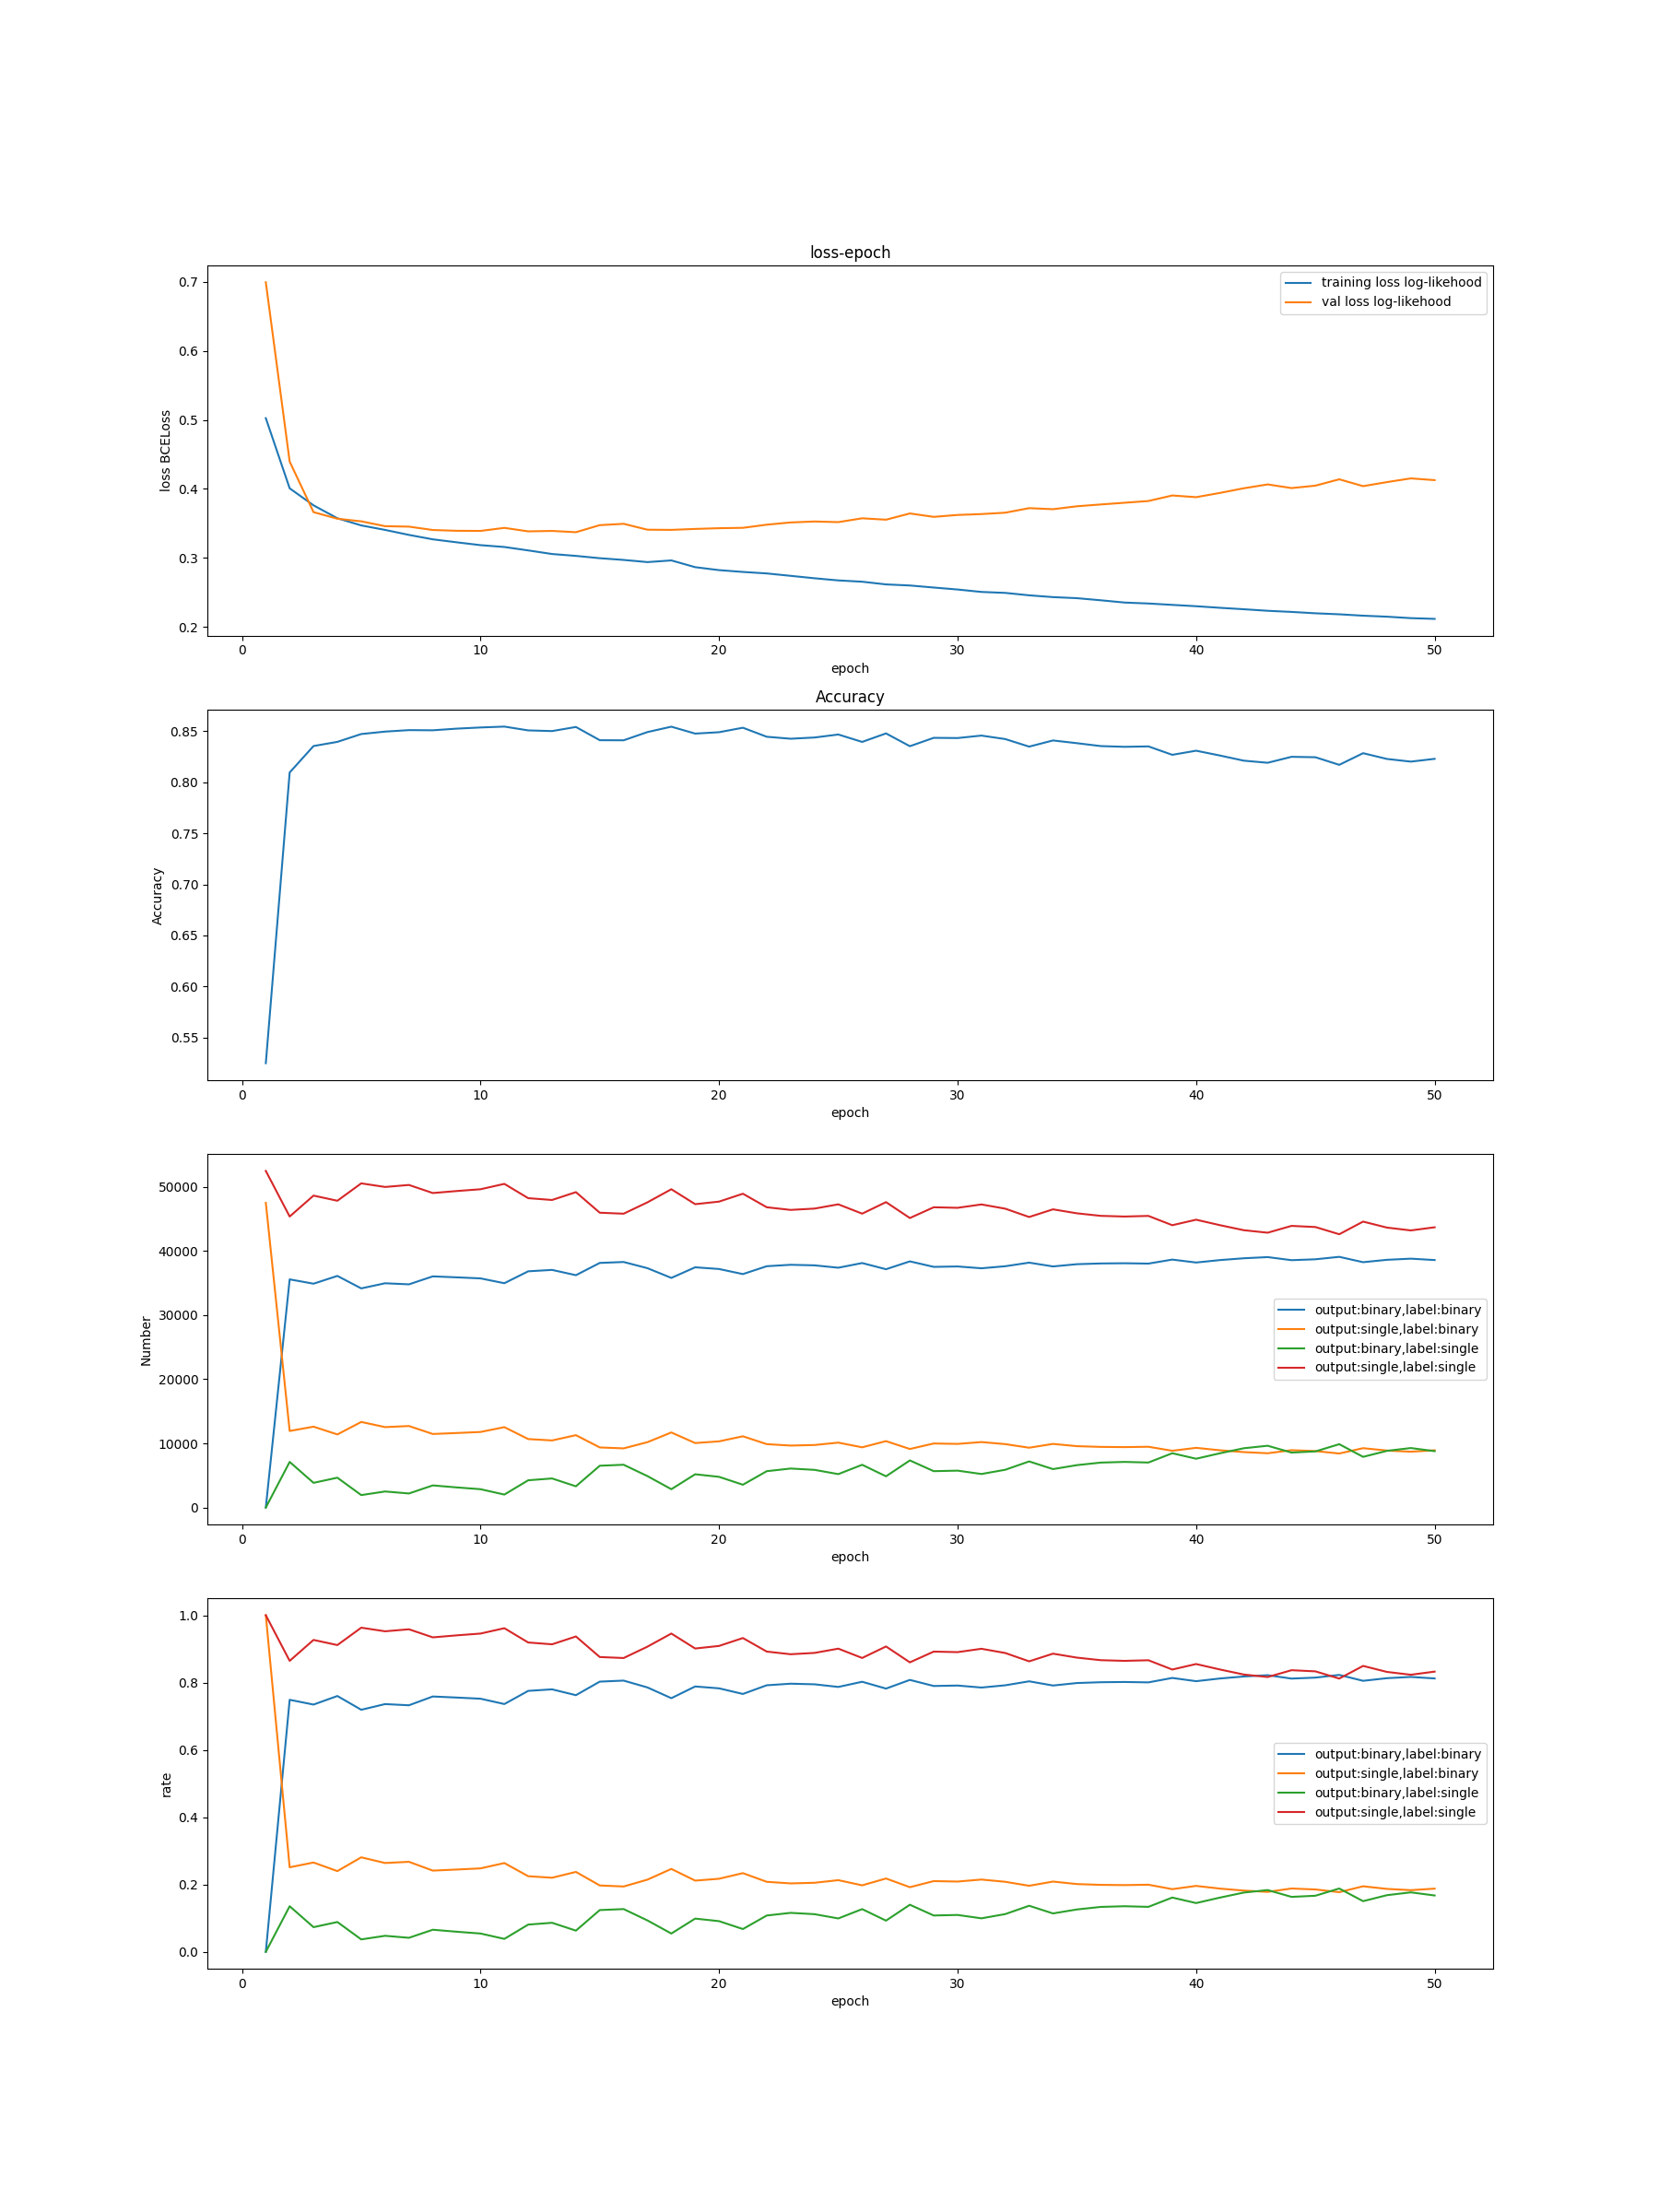 loss-epoch
0.7
0.6
0.5
0.4
0.3
0.2
loss BCELoss
training loss log-likehood
val loss log-likehood
0
10
20
30
40
50
epoch
Accuracy
0.85
0.80
0.75
0.70
0.65
0.60
0.55
Accuracy
0
10
20
30
40
50
epoch
50000
40000
30000
20000
10000
0
Number
output:binary,label:binary
output:single,label:binary
output:binary,label:single
output:single,label:single
0
10
20
30
40
50
epoch
1.0
0.8
0.6
0.4
0.2
0.0
rate
output:binary,label:binary
output:single,label:binary
output:binary,label:single
output:single,label:single
0
10
20
30
40
50
epoch